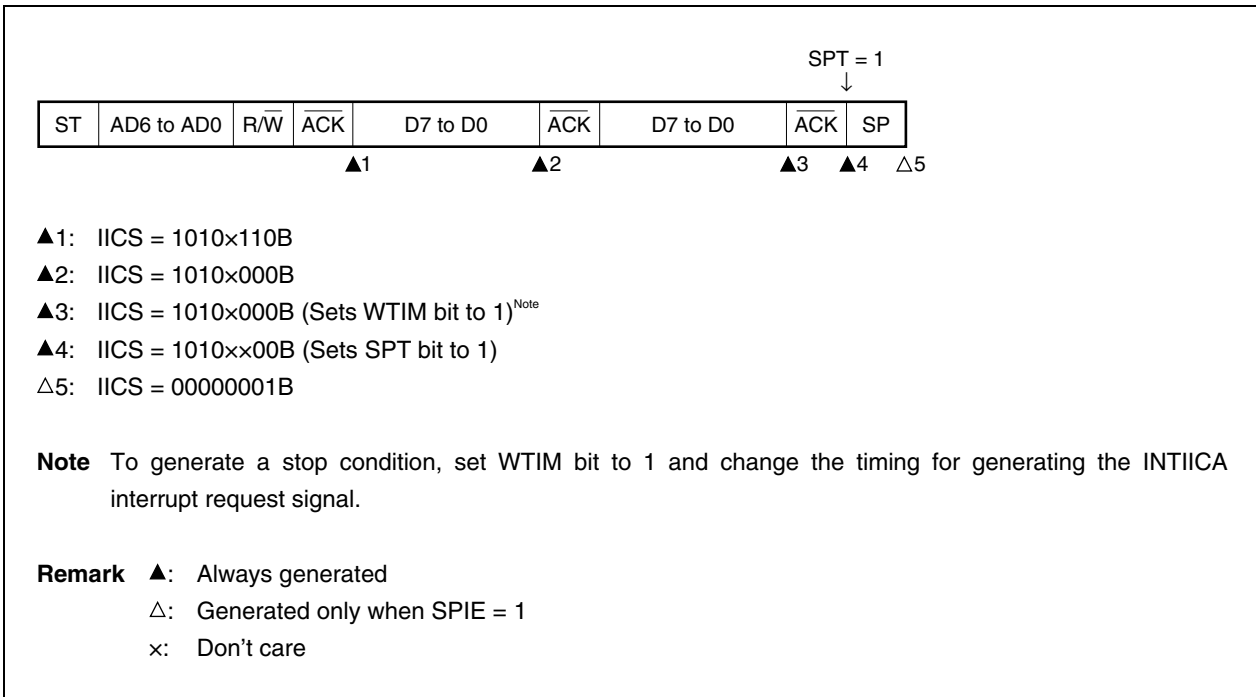 SPT = 1
↓
ST AD6 to AD0 R/W̅ A̅C̅K̅ D7 to D0 A̅C̅K̅ D7 to D0 A̅C̅K̅ SP
▲1 ▲2 ▲3 ▲4 △5
▲1: IICS = 1010×110B
▲2: IICS = 1010×000B
▲3: IICS = 1010×000B (Sets WTIM bit to 1)Note
▲4: IICS = 1010××00B (Sets SPT bit to 1)
△5: IICS = 00000001B
Note To generate a stop condition, set WTIM bit to 1 and change the timing for generating the INTIICA
interrupt request signal.
Remark ▲: Always generated
△: Generated only when SPIE = 1
×: Don't care